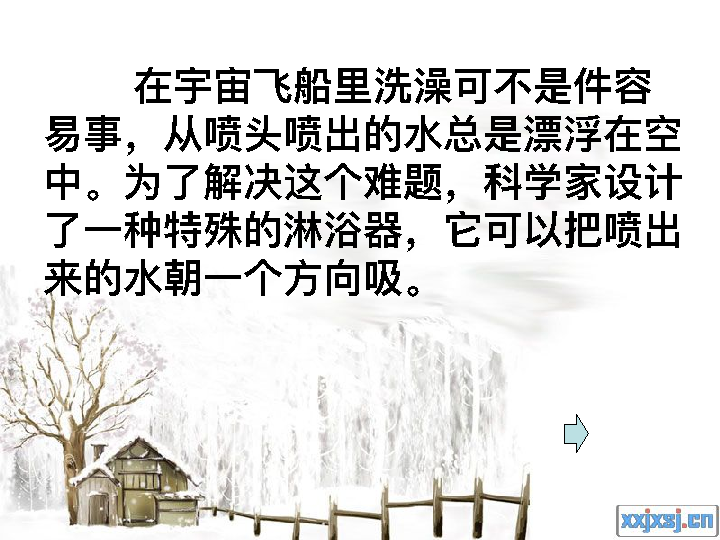 在宇宙飞船里洗澡可不是件容
易事，从喷头喷出的水总是漂浮在空
中。为了解决这个难题，科学家设计
了一种特殊的淋浴器，它可以把喷出
来的水朝一个方向吸。
xxjxsj.cn